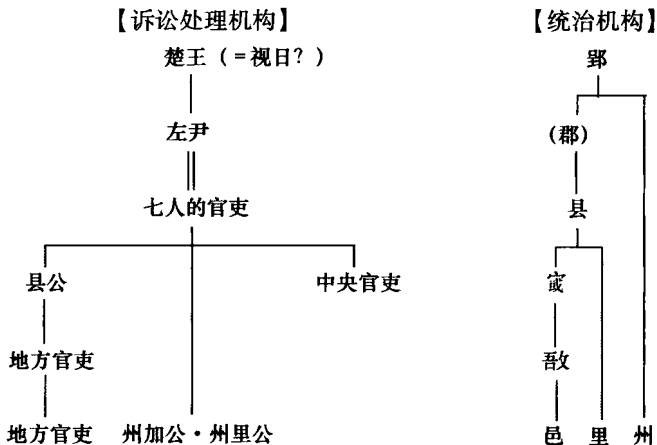 【诉讼处理机构】
楚王（=视日?）
左尹
七人的官吏
县公
中央官吏
地方官吏
地方官吏
州加公·州里公
【统治机构】
郢
（郡）
县
敔
邑
里
州